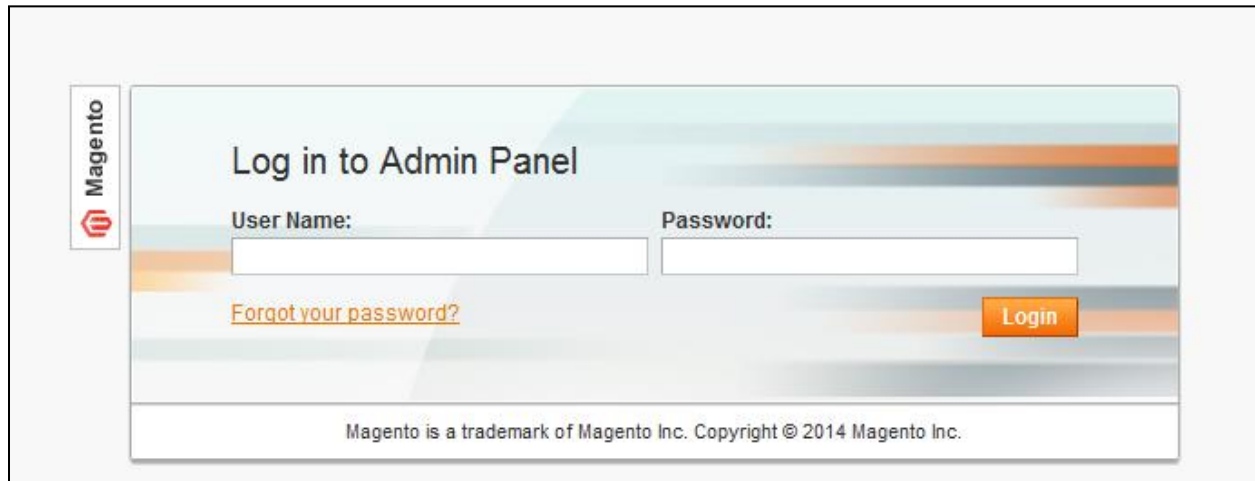 Magento
Log in to Admin Panel
User Name:
Password:
Forgot your password?
Login
Magento is a trademark of Magento Inc. Copyright © 2014 Magento Inc.